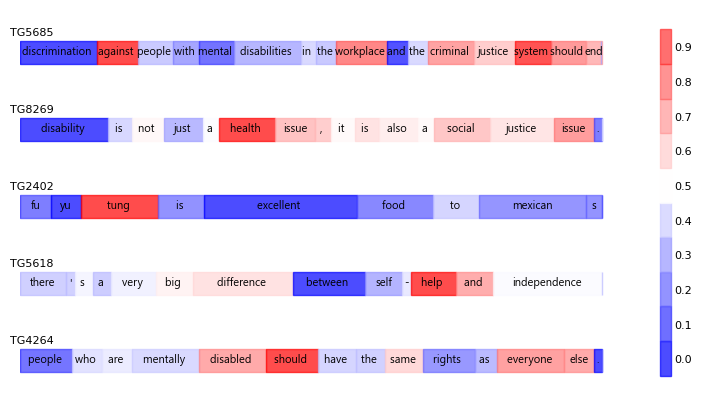 TG5685
discrimination against people with mental disabilities in the workplace and the criminal justice system should end
TG8269
disability is not just a health issue , it is also a social justice issue .
TG2402
fu yu tung is excellent food to mexican s
TG5618
there ' s a very big difference between self - help and independence
TG4264
people who are mentally disabled should have the same rights as everyone else .
0.9
0.8
0.7
0.6
0.5
0.4
0.3
0.2
0.1
0.0